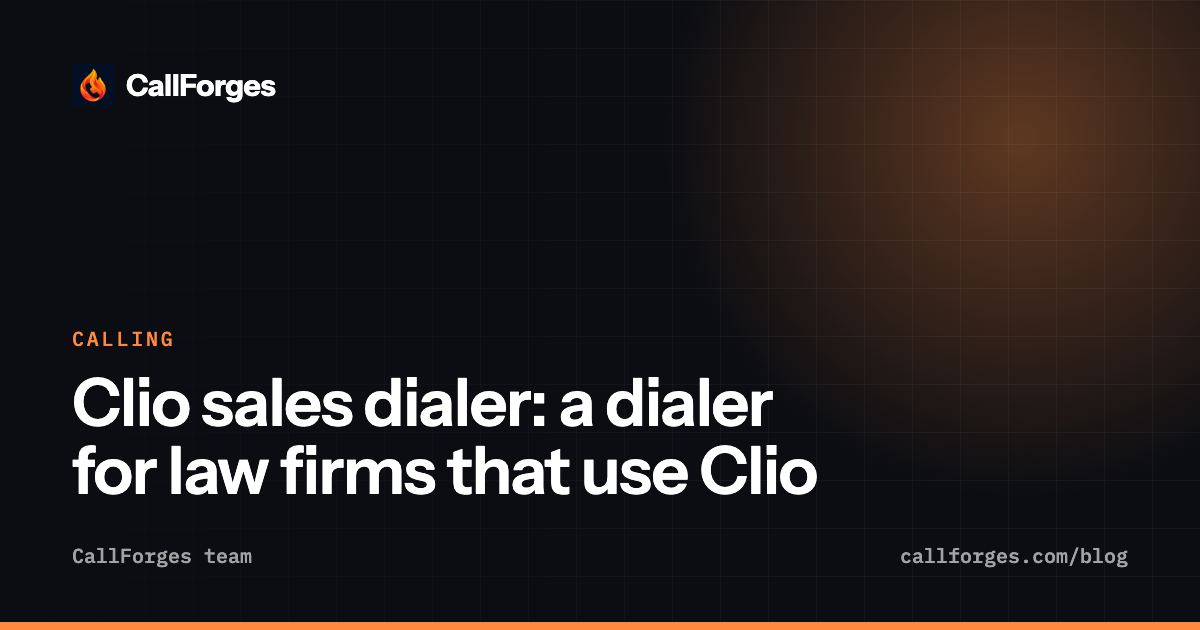 CallForges
CALLING
Clio sales dialer: a dialer
for law firms that use Clio
CallForges team
callforges.com/blog